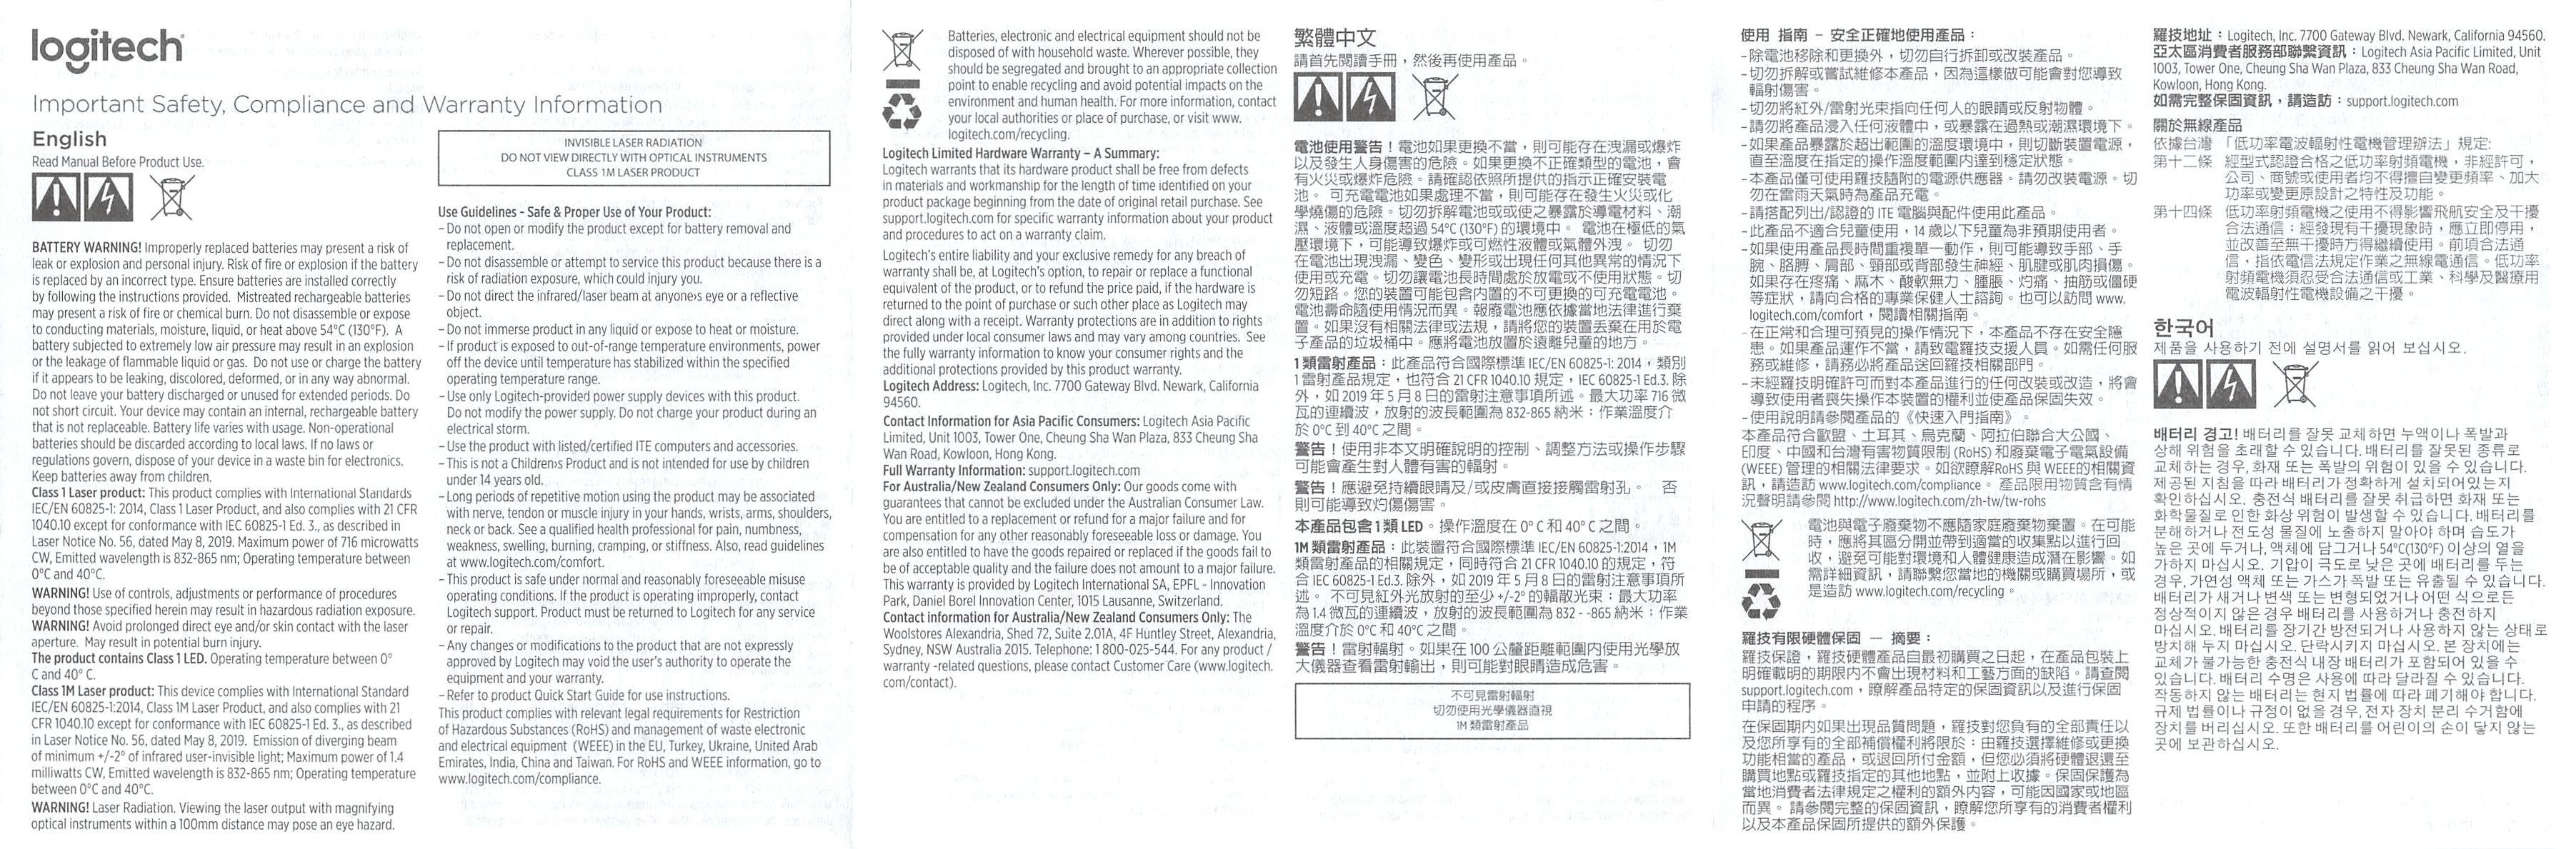 logitech
Important Safety, Compliance and Warranty Information
English
Read Manual Before Product Use.
BATTERY WARNING! Improperly replaced batteries may present a risk of
leak or explosion and personal injury. Risk of fire or explosion if the battery
is replaced by an incorrect type. Ensure batteries are installed correctly
by following the instructions provided. Mistreated rechargeable batteries
may present a risk of fire or chemical burn. Do not disassemble or expose
to conducting materials, moisture, liquid, or heat above 54°C (130°F). A
battery subjected to extremely low air pressure may result in an explosion
or the leakage of flammable liquid or gas. Do not use or charge the battery
if it appears to be leaking, discolored, deformed, or in any way abnormal.
Do not leave your battery discharged or unused for extended periods. Do
not short circuit. Your device may contain an internal, rechargeable battery
that is not replaceable. Battery life varies with usage. Non-operational
batteries should be discarded according to local laws. If no laws or
regulations govern, dispose of your device in a waste bin for electronics.
Keep batteries away from children.
Class 1 Laser product: This product complies with International Standards
IEC/EN 60825-1: 2014, Class 1 Laser Product, and also complies with 21 CFR
1040.10 except for conformance with IEC 60825-1 Ed. 3., as described in
Laser Notice No. 56, dated May 8, 2019. Maximum power of 716 microwatts
CW, Emitted wavelength is 832-865 nm; Operating temperature between
0°C and 40°C.
WARNING! Use of controls, adjustments or performance of procedures
beyond those specified herein may result in hazardous radiation exposure.
WARNING! Avoid prolonged direct eye and/or skin contact with the laser
aperture. May result in potential burn injury.
The product contains Class 1 LED. Operating temperature between 0°
C and 40° C.
Class 1M Laser product: This device complies with International Standard
IEC/EN 60825-1:2014, Class 1M Laser Product, and also complies with 21
CFR 1040.10 except for conformance with IEC 60825-1 Ed. 3., as described
in Laser Notice No. 56, dated May 8, 2019. Emission of diverging beam
of minimum +/-2° of infrared user-invisible light; Maximum power of 1.4
milliwatts CW, Emitted wavelength is 832-865 nm; Operating temperature
between 0°C and 40°C.
WARNING! Laser Radiation. Viewing the laser output with magnifying
optical instruments within a 100mm distance may pose an eye hazard.
INVISIBLE LASER RADIATION
DO NOT VIEW DIRECTLY WITH OPTICAL INSTRUMENTS
CLASS 1M LASER PRODUCT
Use Guidelines - Safe & Proper Use of Your Product:
– Do not open or modify the product except for battery removal and
replacement.
– Do not disassemble or attempt to service this product because there is a
risk of radiation exposure, which could injury you.
– Do not direct the infrared/laser beam at anyone›s eye or a reflective
object.
– Do not immerse product in any liquid or expose to heat or moisture.
– If product is exposed to out-of-range temperature environments, power
off the device until temperature has stabilized within the specified
operating temperature range.
– Use only Logitech-provided power supply devices with this product.
Do not modify the power supply. Do not charge your product during an
electrical storm.
– Use the product with listed/certified ITE computers and accessories.
– This is not a Children›s Product and is not intended for use by children
under 14 years old.
– Long periods of repetitive motion using the product may be associated
with nerve, tendon or muscle injury in your hands, wrists, arms, shoulders,
neck or back. See a qualified health professional for pain, numbness,
weakness, swelling, burning, cramping, or stiffness. Also, read guidelines
at www.logitech.com/comfort.
– This product is safe under normal and reasonably foreseeable misuse
operating conditions. If the product is operating improperly, contact
Logitech support. Product must be returned to Logitech for any service
or repair.
– Any changes or modifications to the product that are not expressly
approved by Logitech may void the user's authority to operate the
equipment and your warranty.
– Refer to product Quick Start Guide for use instructions.
This product complies with relevant legal requirements for Restriction
of Hazardous Substances (RoHS) and management of waste electronic
and electrical equipment (WEEE) in the EU, Turkey, Ukraine, United Arab
Emirates, India, China and Taiwan. For RoHS and WEEE information, go to
www.logitech.com/compliance.
Batteries, electronic and electrical equipment should not be
disposed of with household waste. Wherever possible, they
should be segregated and brought to an appropriate collection
point to enable recycling and avoid potential impacts on the
environment and human health. For more information, contact
your local authorities or place of purchase, or visit www.
logitech.com/recycling.
Logitech Limited Hardware Warranty – A Summary:
Logitech warrants that its hardware product shall be free from defects
in materials and workmanship for the length of time identified on your
product package beginning from the date of original retail purchase. See
support.logitech.com for specific warranty information about your product
and procedures to act on a warranty claim.
Logitech's entire liability and your exclusive remedy for any breach of
warranty shall be, at Logitech's option, to repair or replace a functional
equivalent of the product, or to refund the price paid, if the hardware is
returned to the point of purchase or such other place as Logitech may
direct along with a receipt. Warranty protections are in addition to rights
provided under local consumer laws and may vary among countries. See
the fully warranty information to know your consumer rights and the
additional protections provided by this product warranty.
Logitech Address: Logitech, Inc. 7700 Gateway Blvd. Newark, California
94560.
Contact Information for Asia Pacific Consumers: Logitech Asia Pacific
Limited, Unit 1003, Tower One, Cheung Sha Wan Plaza, 833 Cheung Sha
Wan Road, Kowloon, Hong Kong.
Full Warranty Information: support.logitech.com
For Australia/New Zealand Consumers Only: Our goods come with
guarantees that cannot be excluded under the Australian Consumer Law.
You are entitled to a replacement or refund for a major failure and for
compensation for any other reasonably foreseeable loss or damage. You
are also entitled to have the goods repaired or replaced if the goods fail to
be of acceptable quality and the failure does not amount to a major failure.
This warranty is provided by Logitech International SA, EPFL - Innovation
Park, Daniel Borel Innovation Center, 1015 Lausanne, Switzerland.
Contact information for Australia/New Zealand Consumers Only: The
Woolstores Alexandria, Shed 72, Suite 2.01A, 4F Huntley Street, Alexandria,
Sydney, NSW Australia 2015. Telephone: 1 800-025-544. For any product /
warranty -related questions, please contact Customer Care (www.logitech.
com/contact).
繁體中文
請首先閱讀手冊，然後再使用產品。
電池使用警告！電池如果更換不當，則可能存在洩漏或爆炸
以及發生人身傷害的危險。如果更換不正確類型的電池，會
有火災或爆炸危險。請確認依照所提供的指示正確安裝電
池。 可充電電池如果處理不當，則可能存在發生火災或化
學燒傷的危險。切勿拆解電池或或使之暴露於導電材料、潮
濕、液體或溫度超過 54°C (130°F) 的環境中。 電池在極低的氣
壓環境下，可能導致爆炸或可燃性液體或氣體外洩。 切勿
在電池出現洩漏、變色、變形或出現任何其他異常的情況下
使用或充電。切勿讓電池長時間處於放電或不使用狀態。切
勿短路。您的裝置可能包含內置的不可更換的可充電電池。
電池壽命隨使用情況而異。報廢電池應依據當地法律進行棄
置。如果沒有相關法律或法規，請將您的裝置丟棄在用於電
子產品的垃圾桶中。應將電池放置於遠離兒童的地方。
1 類雷射產品：此產品符合國際標準 IEC/EN 60825-1: 2014，類別
1 雷射產品規定，也符合 21 CFR 1040.10 規定，IEC 60825-1 Ed.3. 除
外，如 2019 年 5 月 8 日的雷射注意事項所述。最大功率 716 微
瓦的連續波，放射的波長範圍為 832-865 納米；作業溫度介
於 0°C 到 40°C 之間。
警告！使用非本文明確說明的控制、調整方法或操作步驟
可能會產生對人體有害的輻射。
警告！應避免持續眼睛及/或皮膚直接接觸雷射孔。 否
則可能導致灼傷傷害。
本產品包含 1 類 LED。操作溫度在 0° C 和 40° C 之間。
1M 類雷射產品：此裝置符合國際標準 IEC/EN 60825-1:2014，1M
類雷射產品的相關規定，同時符合 21 CFR 1040.10 的規定，符
合 IEC 60825-1 Ed.3. 除外，如 2019 年 5 月 8 日的雷射注意事項所
述。 不可見紅外光放射的至少 +/-2° 的輻散光束；最大功率
為 1.4 微瓦的連續波，放射的波長範圍為 832 - -865 納米；作業
溫度介於 0°C 和 40°C 之間。
警告！雷射輻射。如果在 100 公釐距離範圍內使用光學放
大儀器查看雷射輸出，則可能對眼睛造成危害。
不可見雷射輻射
切勿使用光學儀器直視
1M 類雷射產品
使用 指南 – 安全正確地使用產品：
– 除電池移除和更換外，切勿自行拆卸或改裝產品。
– 切勿拆解或嘗試維修本產品，因為這樣做可能會對您導致
輻射傷害。
– 切勿將紅外/雷射光束指向任何人的眼睛或反射物體。
– 請勿將產品浸入任何液體中，或暴露在過熱或潮濕環境下。
– 如果產品暴露於超出範圍的溫度環境中，則切斷裝置電源，
直至溫度在指定的操作溫度範圍內達到穩定狀態。
– 本產品僅可使用羅技隨附的電源供應器。請勿改裝電源。切
勿在雷雨天氣時為產品充電。
– 請搭配列出/認證的 ITE 電腦與配件使用此產品。
– 此產品不適合兒童使用，14 歲以下兒童為非預期使用者。
– 如果使用產品長時間重複單一動作，則可能導致手部、手
腕、胳膊、肩部、頸部或背部發生神經、肌腱或肌肉損傷。
如果存在疼痛、麻木、酸軟無力、腫脹、灼痛、抽筋或僵硬
等症狀，請向合格的專業保健人士諮詢。也可以訪問 www.
logitech.com/comfort，閱讀相關指南。
– 在正常和合理可預見的操作情況下，本產品不存在安全隱
患。如果產品運作不當，請致電羅技支援人員。如需任何服
務或維修，請務必將產品送回羅技相關部門。
– 未經羅技明確許可而對本產品進行的任何改裝或改造，將會
導致使用者喪失操作本裝置的權利並使產品保固失效。
– 使用說明請參閱產品的《快速入門指南》。
本產品符合歐盟、土耳其、烏克蘭、阿拉伯聯合大公國、
印度、中國和台灣有害物質限制 (RoHS) 和廢棄電子電氣設備
(WEEE) 管理的相關法律要求。如欲瞭解RoHS 與 WEEE的相關資
訊，請造訪 www.logitech.com/compliance。 產品限用物質含有情
況聲明請參閱 http://www.logitech.com/zh-tw/tw-rohs
電池與電子廢棄物不應隨家庭廢棄物棄置。在可能
時，應將其區分開並帶到適當的收集點以進行回
收，避免可能對環境和人體健康造成潛在影響。如
需詳細資訊，請聯繫您當地的機關或購買場所，或
是造訪 www.logitech.com/recycling。
羅技有限硬體保固 — 摘要：
羅技保證，羅技硬體產品自最初購買之日起，在產品包裝上
明確載明的期限內不會出現材料和工藝方面的缺陷。請查閱
support.logitech.com，瞭解產品特定的保固資訊以及進行保固
申請的程序。
在保固期內如果出現品質問題，羅技對您負有的全部責任以
及您所享有的全部補償權利將限於：由羅技選擇維修或更換
功能相當的產品，或退回所付金額，但您必須將硬體退還至
購買地點或羅技指定的其他地點，並附上收據。保固保護為
當地消費者法律規定之權利的額外內容，可能因國家或地區
而異。 請參閱完整的保固資訊，瞭解您所享有的消費者權利
以及本產品保固所提供的額外保護。
羅技地址：Logitech, Inc. 7700 Gateway Blvd. Newark, California 94560.
亞太區消費者服務部聯繫資訊：Logitech Asia Pacific Limited, Unit
1003, Tower One, Cheung Sha Wan Plaza, 833 Cheung Sha Wan Road,
Kowloon, Hong Kong.
如需完整保固資訊，請造訪：support.logitech.com
關於無線產品
依據台灣 「低功率電波輻射性電機管理辦法」規定:
第十二條 經型式認證合格之低功率射頻電機，非經許可，
公司、商號或使用者均不得擅自變更頻率、加大
功率或變更原設計之特性及功能。
第十四條 低功率射頻電機之使用不得影響飛航安全及干擾
合法通信；經發現有干擾現象時，應立即停用，
並改善至無干擾時方得繼續使用。前項合法通
信，指依電信法規定作業之無線電通信。低功率
射頻電機須忍受合法通信或工業、科學及醫療用
電波輻射性電機設備之干擾。
한국어
제품을 사용하기 전에 설명서를 읽어 보십시오.
배터리 경고! 배터리를 잘못 교체하면 누액이나 폭발과
상해 위험을 초래할 수 있습니다. 배터리를 잘못된 종류로
교체하는 경우, 화재 또는 폭발의 위험이 있을 수 있습니다.
제공된 지침을 따라 배터리가 정확하게 설치되어있는지
확인하십시오. 충전식 배터리를 잘못 취급하면 화재 또는
화학물질로 인한 화상 위험이 발생할 수 있습니다. 배터리를
분해하거나 전도성 물질에 노출하지 말아야 하며 습도가
높은 곳에 두거나, 액체에 담그거나 54°C(130°F) 이상의 열을
가하지 마십시오. 기압이 극도로 낮은 곳에 배터리를 두는
경우, 가연성 액체 또는 가스가 폭발 또는 유출될 수 있습니다.
배터리가 새거나 변색 또는 변형되었거나 어떤 식으로든
정상적이지 않은 경우 배터리를 사용하거나 충전하지
마십시오. 배터리를 장기간 방전되거나 사용하지 않는 상태로
방치해 두지 마십시오. 단락시키지 마십시오. 본 장치에는
교체가 불가능한 충전식 내장 배터리가 포함되어 있을 수
있습니다. 배터리 수명은 사용에 따라 달라질 수 있습니다.
작동하지 않는 배터리는 현지 법률에 따라 폐기해야 합니다.
규제 법률이나 규정이 없을 경우, 전자 장치 분리 수거함에
장치를 버리십시오. 또한 배터리를 어린이의 손이 닿지 않는
곳에 보관하십시오.